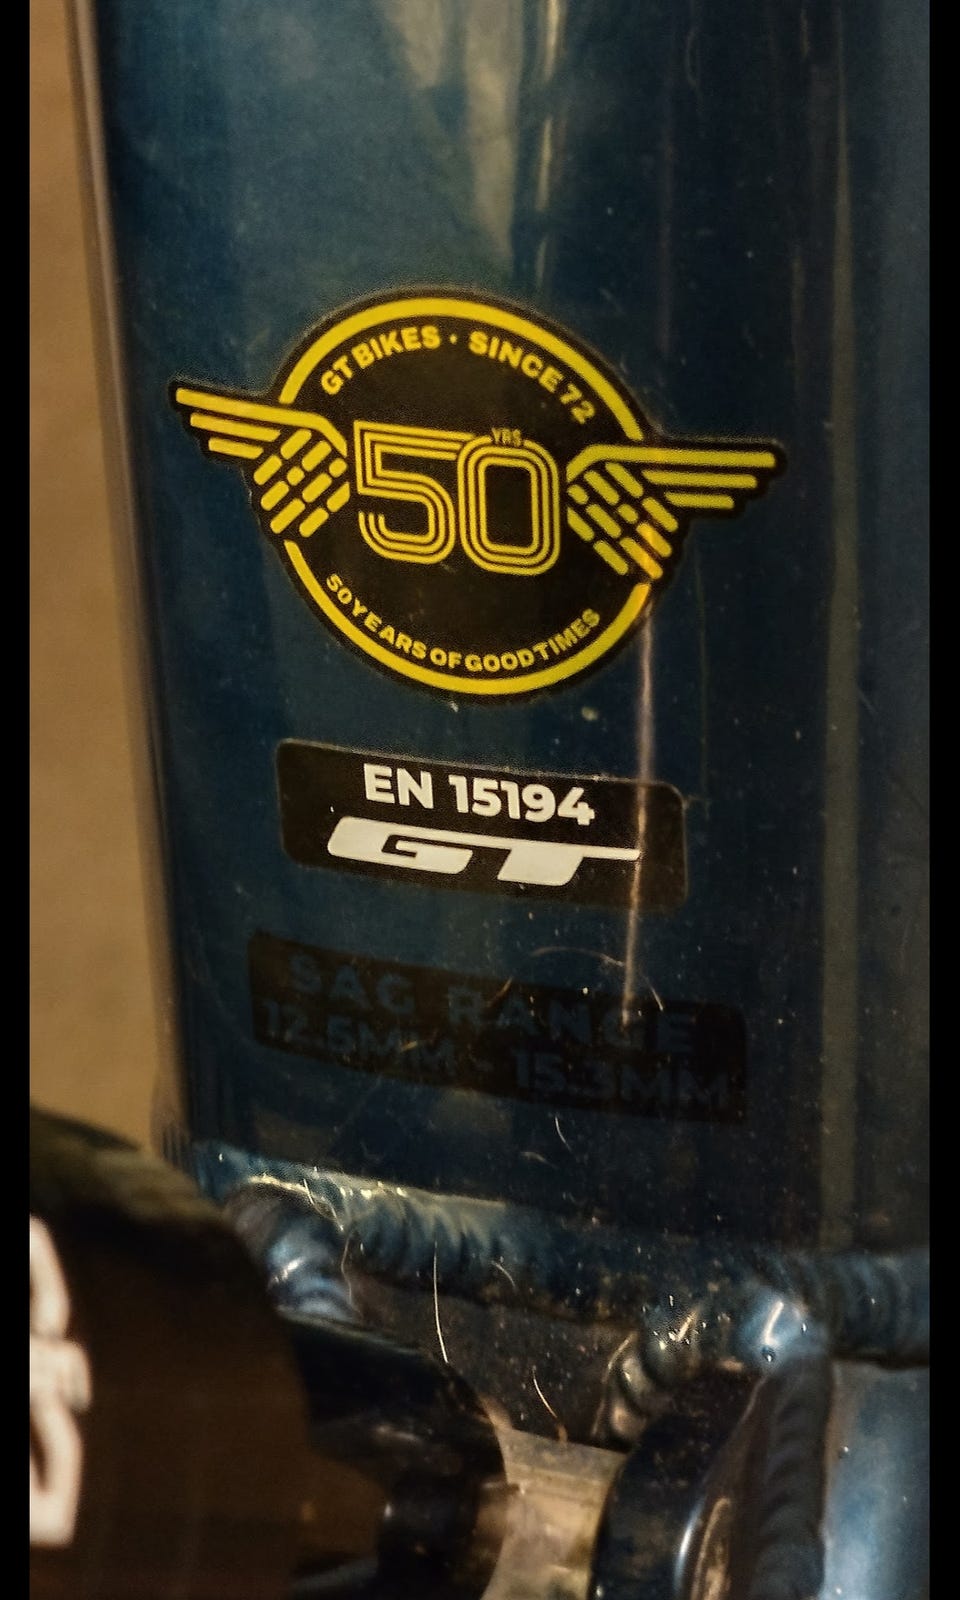 GT BIKES · SINCE 72
YRS
50
50 YEARS OF GOOD TIMES
EN 15194
GT
SAG RANGE
12.5MM - 15.3MM